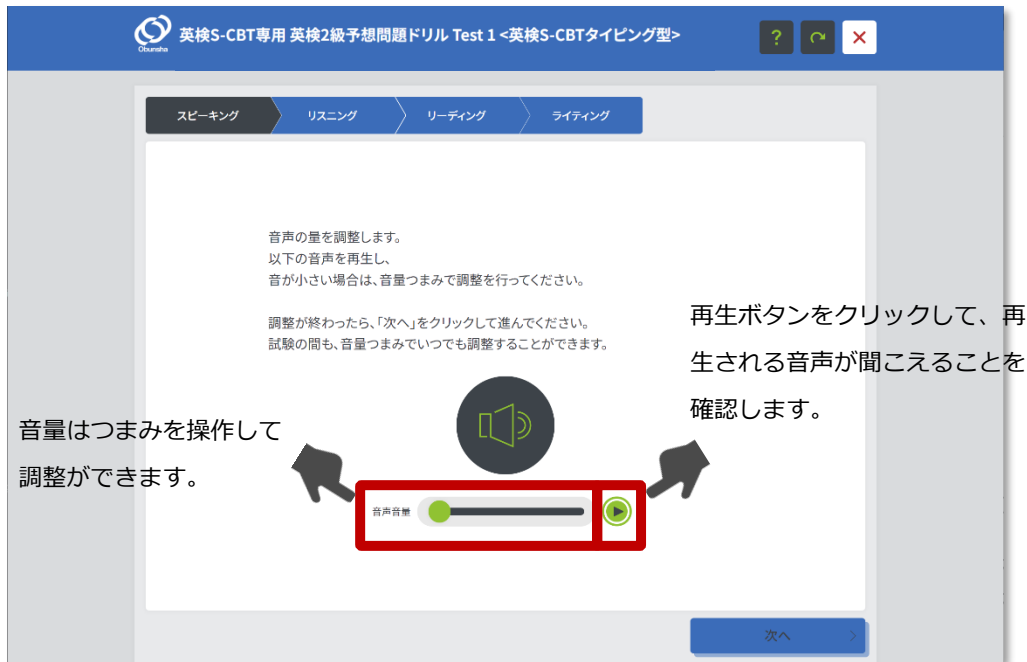 Obunsha
英検S-CBT専用 英検2級予想問題ドリル Test 1 <英検S-CBTタイピング型>
?
スピーキング
リスニング
リーディング
ライティング
音声の量を調整します。
以下の音声を再生し、
音が小さい場合は、音量つまみで調整を行ってください。
調整が終わったら、「次へ」をクリックして進んでください。
試験の間も、音量つまみでいつでも調整することができます。
再生ボタンをクリックして、再
生される音声が聞こえることを
確認します。
音量はつまみを操作して
調整ができます。
音声音量
次へ